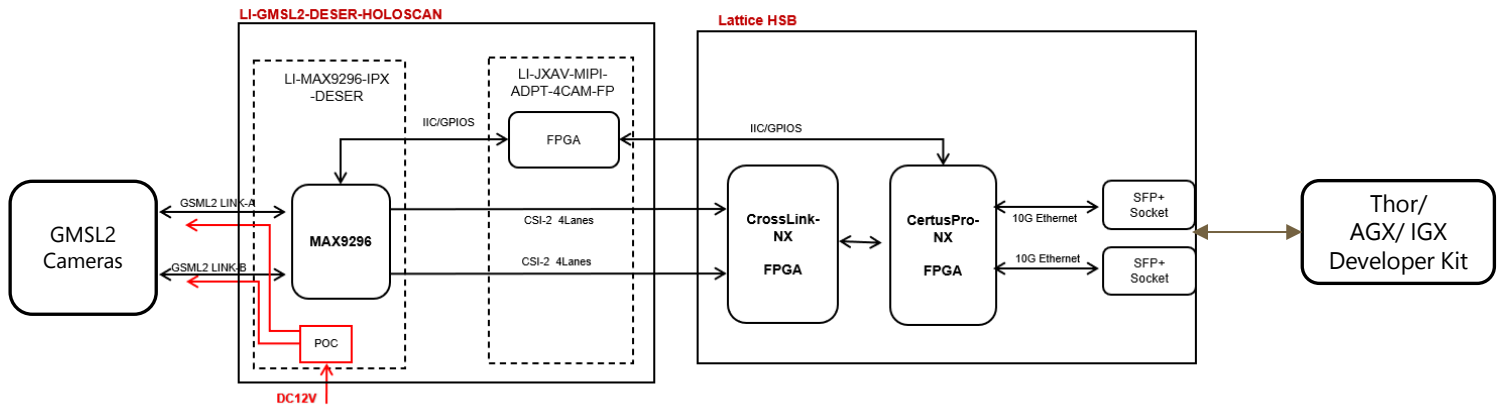 LI-GMSL2-DESER-HOLOSCAN
Lattice HSB
LI-MAX9296-IPX
-DESER
LI-JXAV-MIPI-
ADPT-4CAM-FP
IIC/GPIOS
FPGA
IIC/GPIOS
GMSL2
Cameras
GSML2 LINK-A
GSML2 LINK-B
MAX9296
CSI-2 4Lanes
CSI-2 4Lanes
POC
DC12V
CrossLink-
NX
FPGA
CertusPro-
NX
FPGA
10G Ethernet
10G Ethernet
SFP+
Socket
SFP+
Socket
Thor/
AGX/ IGX
Developer Kit